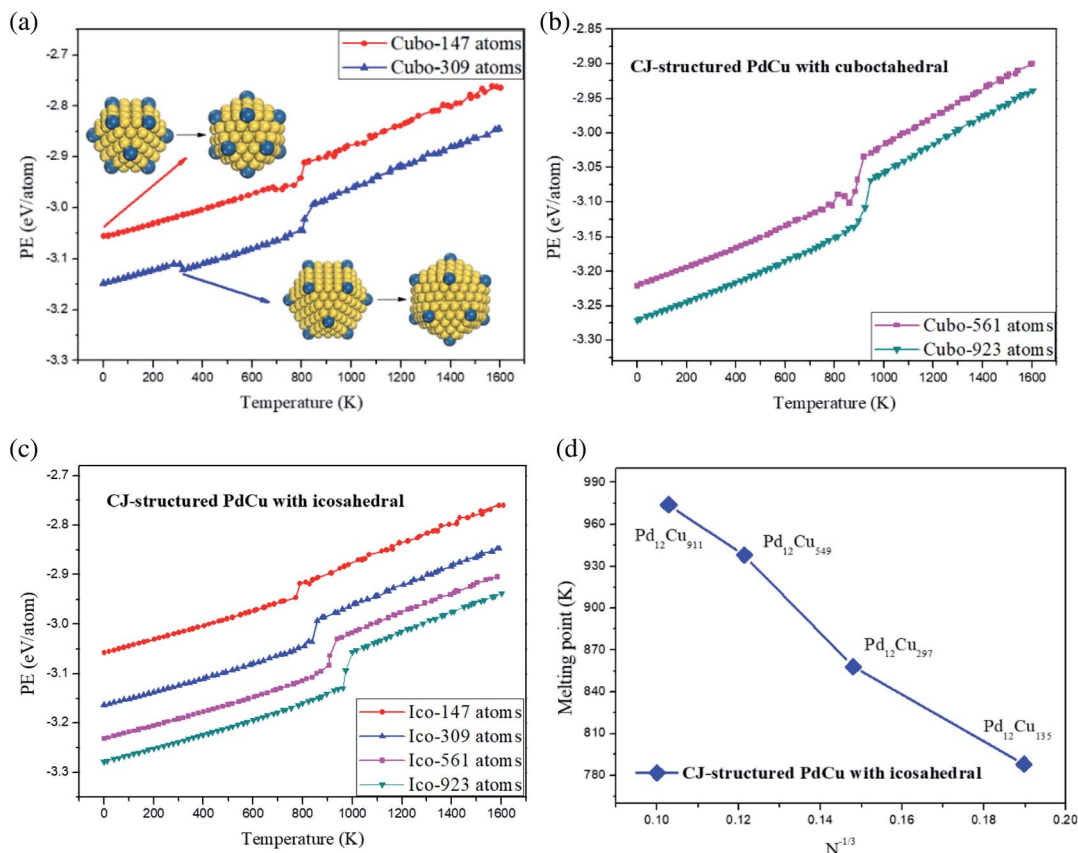 (a)
Cubo-147 atoms
Cubo-309 atoms
-2.7
-2.8
-2.9
-3.0
-3.1
-3.2
-3.3
PE (eV/atom)
0 200 400 600 800 1000 1200 1400 1600
Temperature (K)
(b)
CJ-structured PdCu with cuboctahedral
-2.85
-2.90
-2.95
-3.00
-3.05
-3.10
-3.15
-3.20
-3.25
-3.30
PE (eV/atom)
Cubo-561 atoms
Cubo-923 atoms
0 200 400 600 800 1000 1200 1400 1600
Temperature (K)
(c)
CJ-structured PdCu with icosahedral
-2.7
-2.8
-2.9
-3.0
-3.1
-3.2
-3.3
PE (eV/atom)
Ico-147 atoms
Ico-309 atoms
Ico-561 atoms
Ico-923 atoms
0 200 400 600 800 1000 1200 1400 1600
Temperature (K)
(d)
990
960
930
900
870
840
810
780
Melting point (K)
Pd12Cu911
Pd12Cu549
Pd12Cu297
Pd12Cu135
CJ-structured PdCu with icosahedral
0.10 0.12 0.14 0.16 0.18 0.20
N-1/3